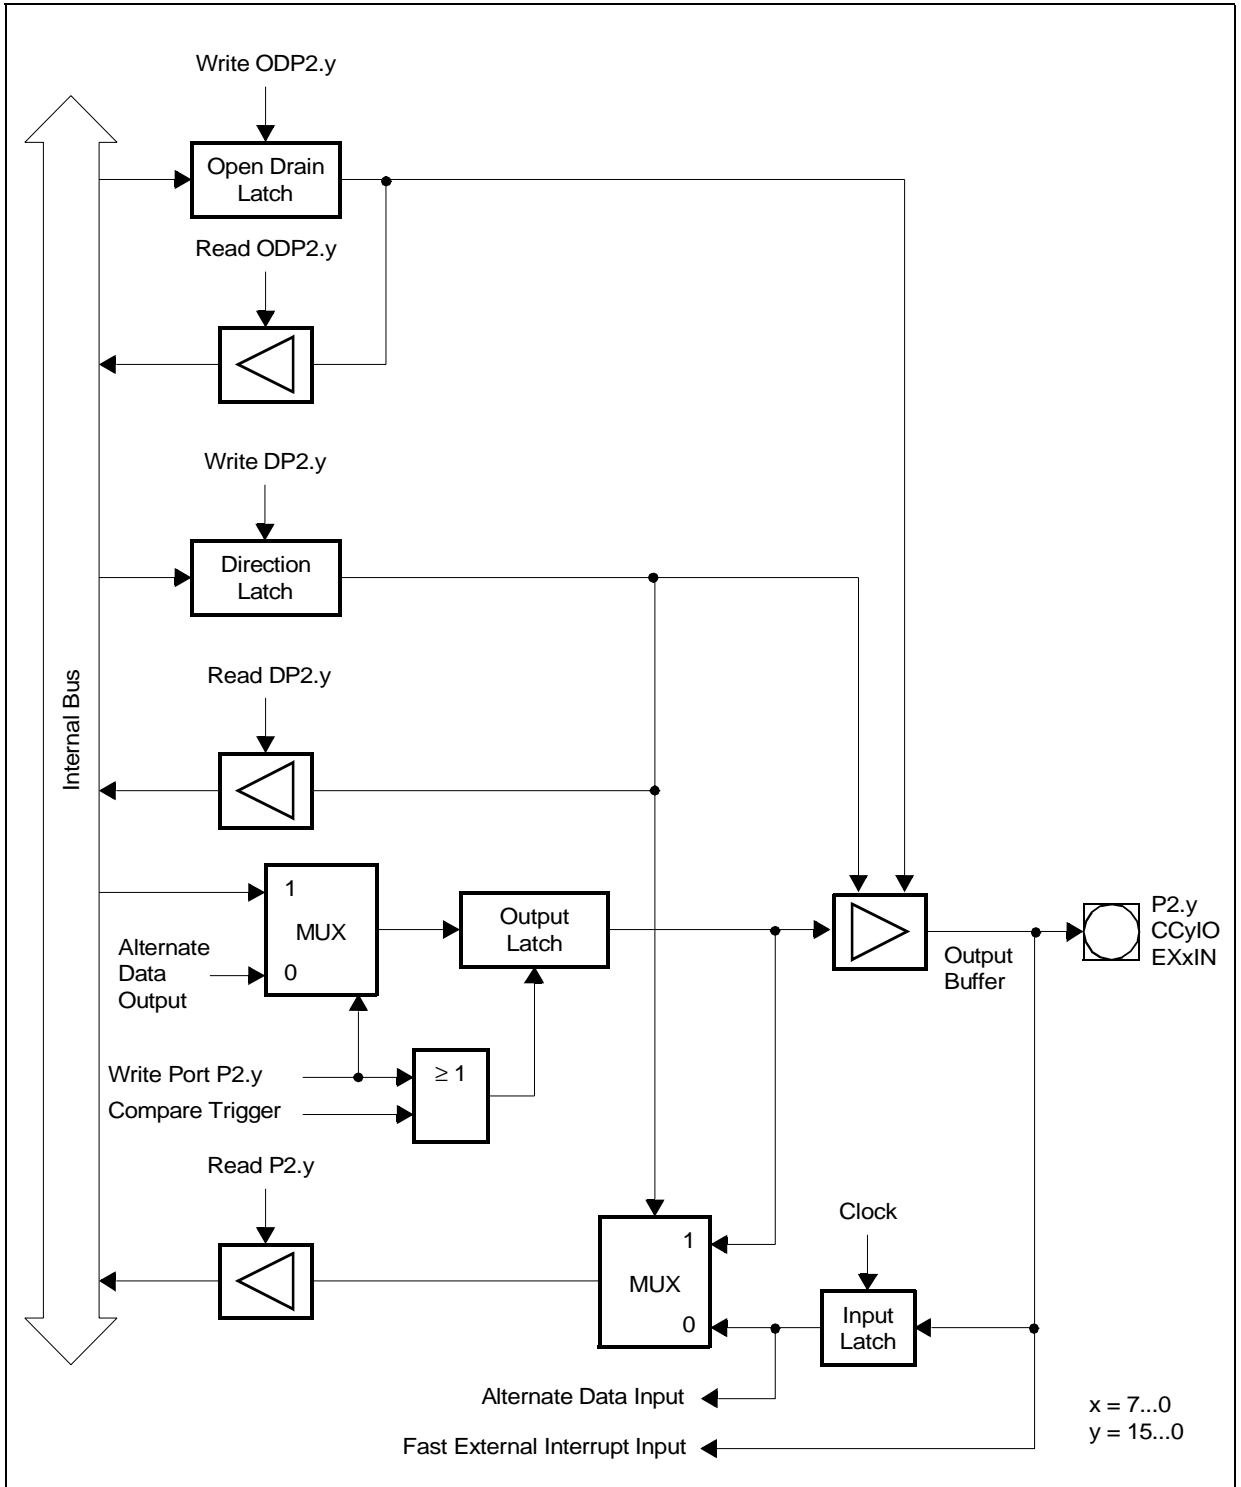 Write ODP2.y
Open Drain
Latch
Read ODP2.y
Write DP2.y
Direction
Latch
Internal Bus
Read DP2.y
1
MUX
0
Alternate
Data
Output
Output
Latch
Output
Buffer
P2.y
CCyIO
EXxIN
Write Port P2.y
≥ 1
Compare Trigger
Read P2.y
1
MUX
0
Clock
Input
Latch
Alternate Data Input
Fast External Interrupt Input
x = 7...0
y = 15...0